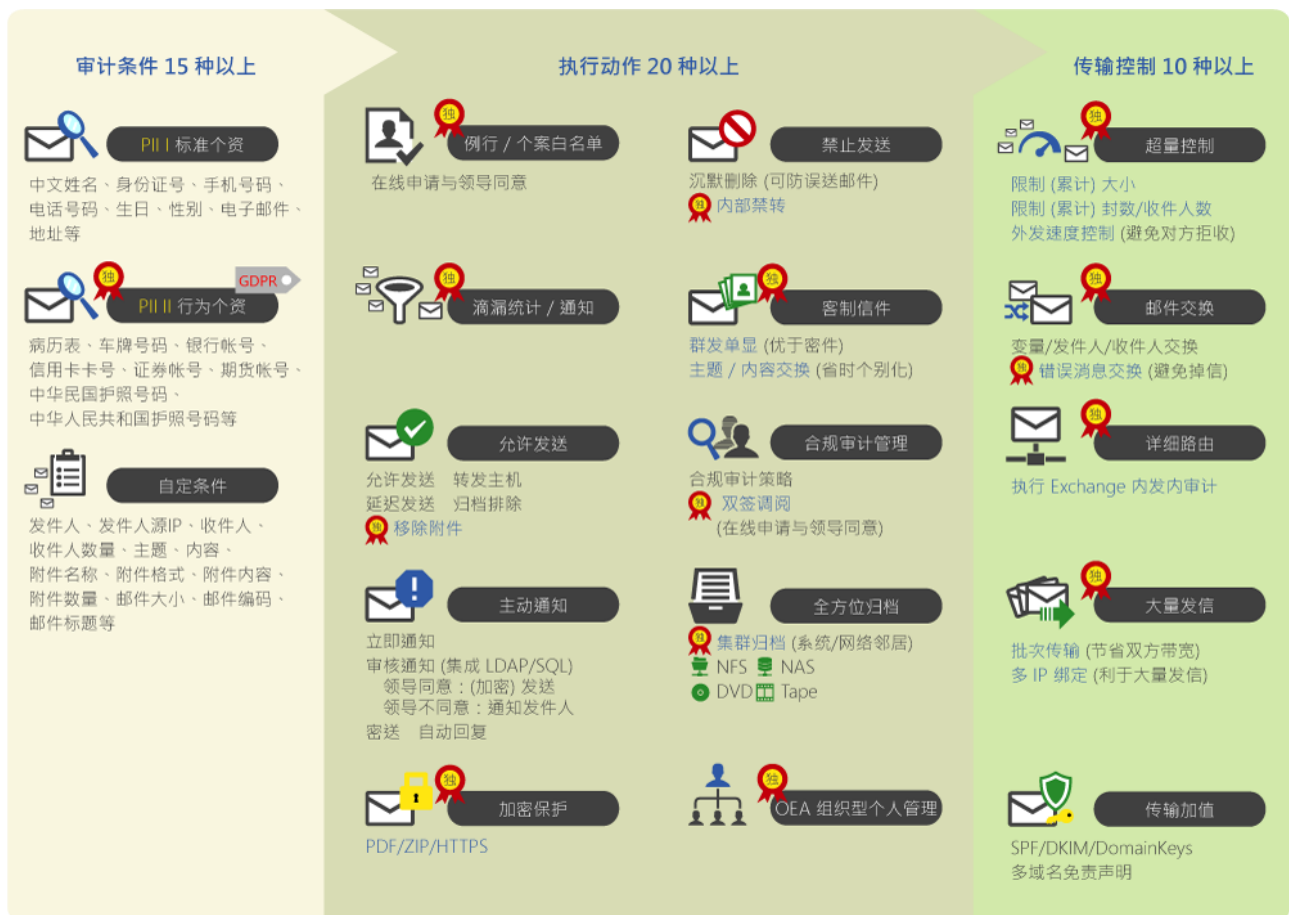 审计条件 15 种以上
PII I 标准个资
中文姓名、身份证号、手机号码、
电话号码、生日、性别、电子邮件、
地址等
独
GDPR
PII II 行为个资
病历表、车牌号码、银行帐号、
信用卡卡号、证券帐号、期货帐号、
中华民国护照号码、
中华人民共和国护照号码等
自定条件
发件人、发件人源IP、收件人、
收件人数量、主题、内容、
附件名称、附件格式、附件内容、
附件数量、邮件大小、邮件编码、
邮件标题等
执行动作 20 种以上
独
例行 / 个案白名单
在线申请与领导同意
独
滴漏统计 / 通知
允许发送
允许发送 转发主机
延迟发送 归档排除
独 移除附件
主动通知
立即通知
审核通知 (集成 LDAP/SQL)
领导同意：(加密) 发送
领导不同意：通知发件人
密送 自动回复
独
加密保护
PDF/ZIP/HTTPS
禁止发送
沉默删除 (可防误送邮件)
独 内部禁转
独
客制信件
群发单显 (优于密件)
主题 / 内容交换 (省时个别化)
合规审计管理
合规审计策略
独 双签调阅
(在线申请与领导同意)
全方位归档
独 集群归档 (系统/网络邻居)
NFS NAS
DVD Tape
独
OEA 组织型个人管理
传输控制 10 种以上
独
超量控制
限制 (累计) 大小
限制 (累计) 封数/收件人数
外发速度控制 (避免对方拒收)
独
邮件交换
变量/发件人/收件人交换
独 错误消息交换 (避免掉信)
独
详细路由
执行 Exchange 内发内审计
独
大量发信
批次传输 (节省双方带宽)
多 IP 绑定 (利于大量发信)
传输加值
SPF/DKIM/DomainKeys
多域名免责声明